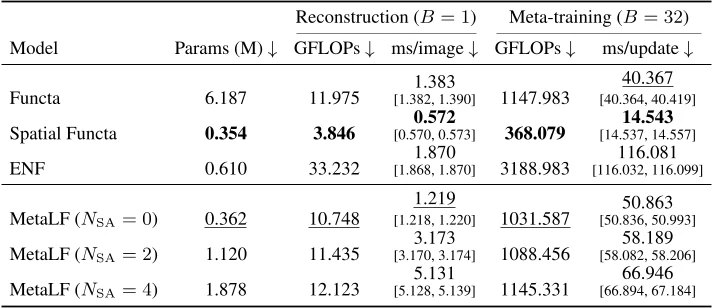 Reconstruction (B = 1) Meta-training (B = 32)
Model Params (M) ↓ GFLOPs ↓ ms/image ↓ GFLOPs ↓ ms/update ↓
Functa 6.187 11.975 1.383 [1.382, 1.390] 1147.983 40.367 [40.364, 40.419]
Spatial Functa 0.354 3.846 0.572 [0.570, 0.573] 368.079 14.543 [14.537, 14.557]
ENF 0.610 33.232 1.870 [1.868, 1.870] 3188.983 116.081 [116.032, 116.099]
MetaLF (N_SA = 0) 0.362 10.748 1.219 [1.218, 1.220] 1031.587 50.863 [50.836, 50.993]
MetaLF (N_SA = 2) 1.120 11.435 3.173 [3.170, 3.174] 1088.456 58.189 [58.082, 58.206]
MetaLF (N_SA = 4) 1.878 12.123 5.131 [5.128, 5.139] 1145.331 66.946 [66.894, 67.184]